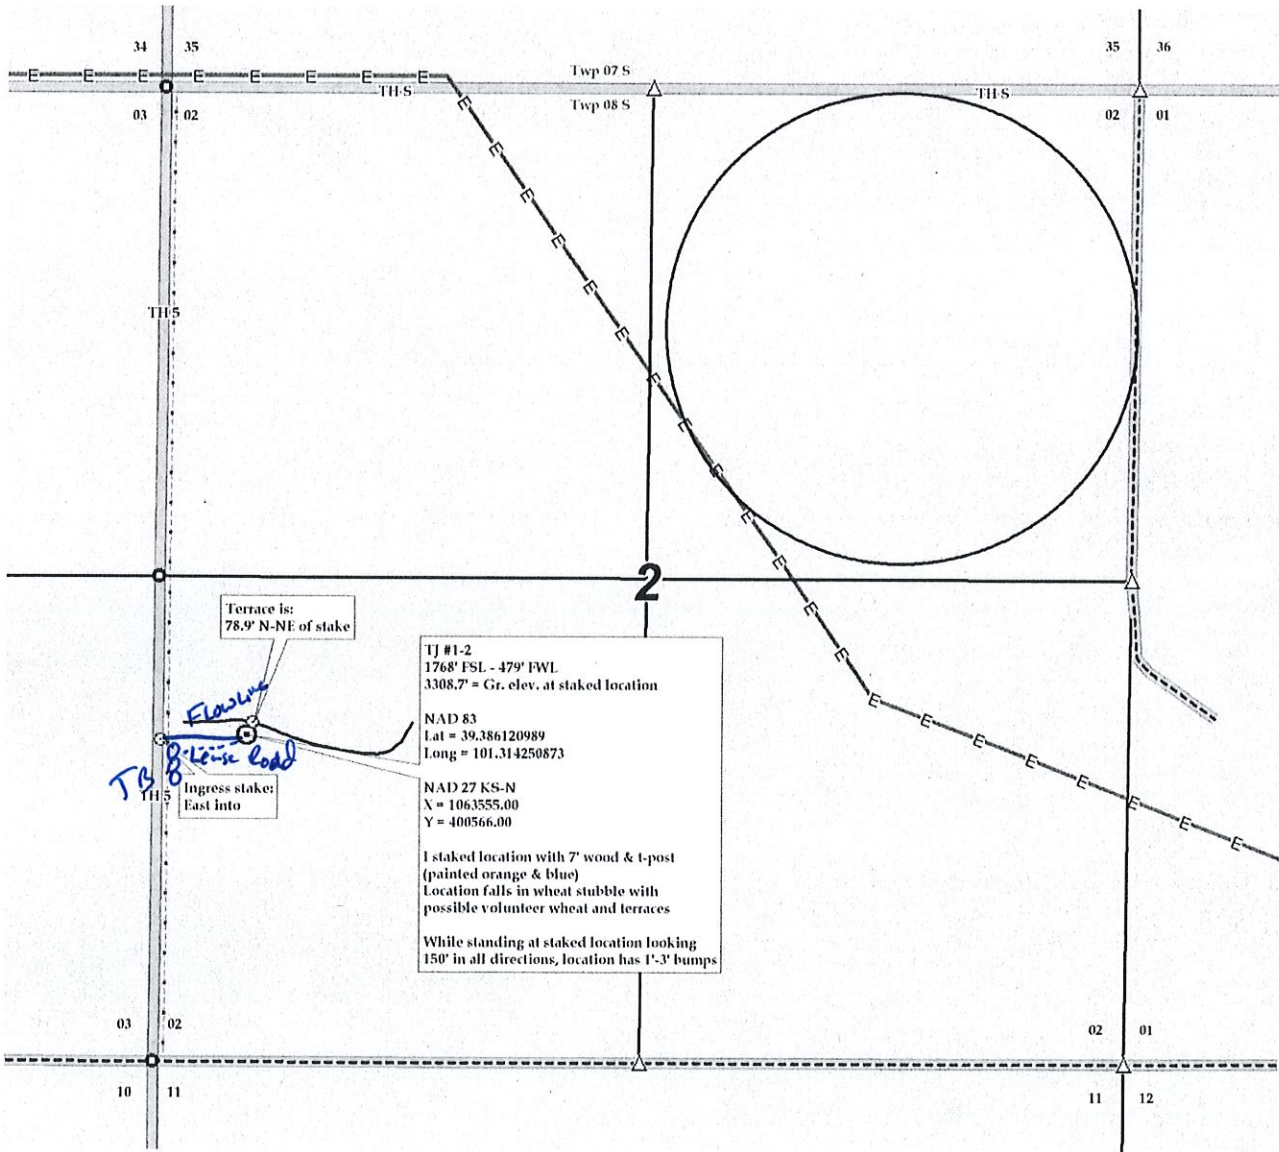 34 35
35 36
E E E E E E E E
Twp 07 S
TH S
Twp 08 S
TH S
03 02
02 01
E
E
E
E
E
E
E
E
E
E
E
E
E
E
TH 5
2
Terrace is:
78.9' N-NE of stake
TJ #1-2
1768' FSL - 479' FWL
3308.7' = Gr. elev. at staked location
NAD 83
Lat = 39.386120989
Long = 101.314250873
NAD 27 KS-N
X = 1063555.00
Y = 400566.00
I staked location with 7' wood & t-post
(painted orange & blue)
Location falls in wheat stubble with
possible volunteer wheat and terraces
While standing at staked location looking
150' in all directions, location has 1'-3' bumps
Flowline
Lease Road
TB
TH 5
Ingress stake:
East into
E
E
E
E
E
E
E
03 02
02 01
10 11
11 12